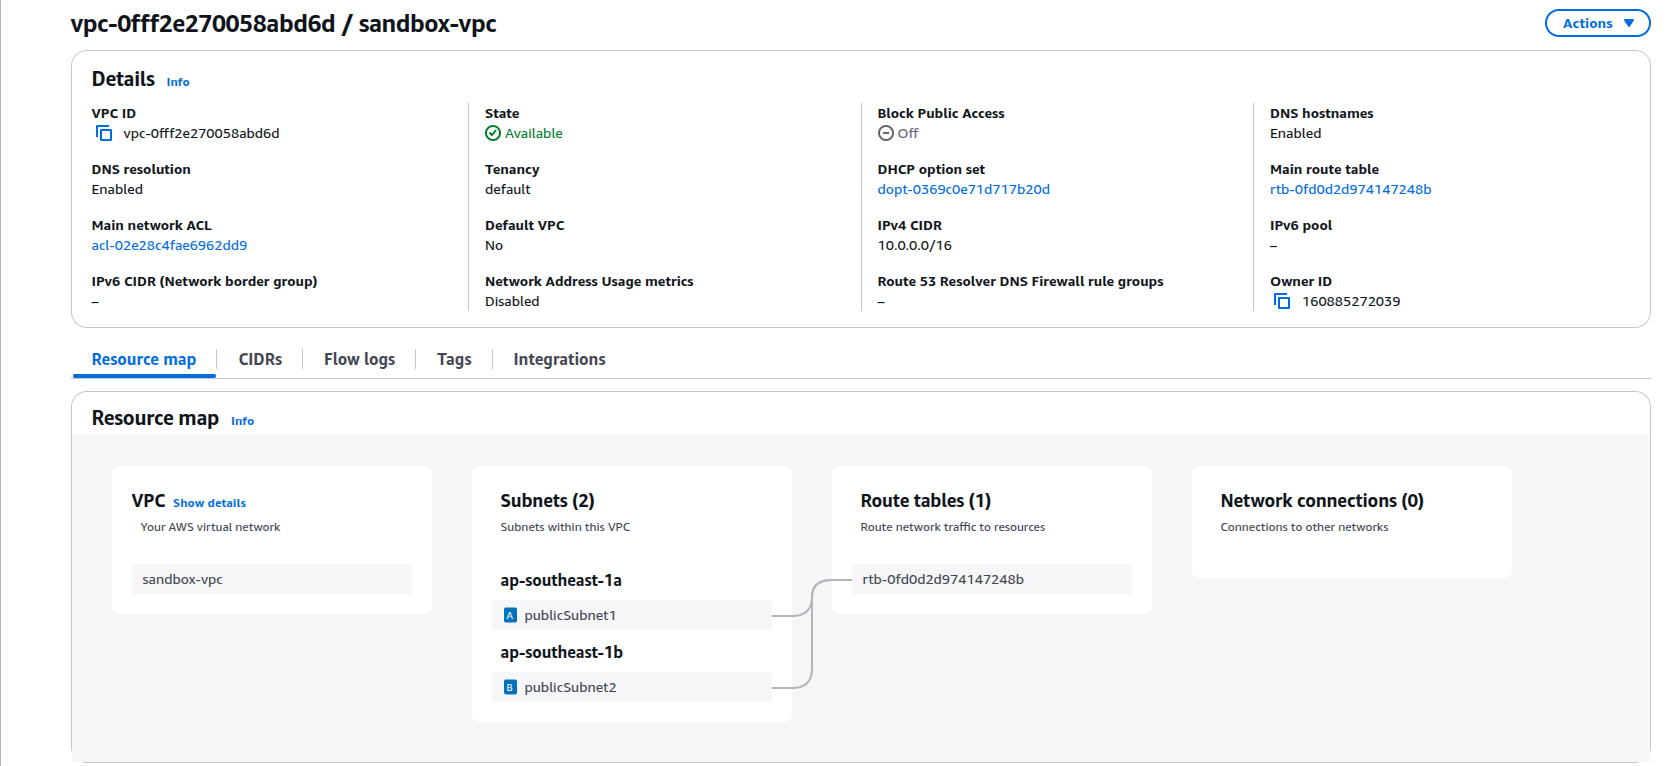 vpc-0fff2e270058abd6d / sandbox-vpc
Actions
Details Info
VPC ID
vpc-0fff2e270058abd6d
State
Available
Block Public Access
Off
DNS hostnames
Enabled
DNS resolution
Enabled
Tenancy
default
DHCP option set
dopt-0369c0e71d717b20d
Main route table
rtb-0fd0d2d974147248b
Main network ACL
acl-02e28c4fae6962dd9
Default VPC
No
IPv4 CIDR
10.0.0.0/16
IPv6 pool
–
IPv6 CIDR (Network border group)
–
Network Address Usage metrics
Disabled
Route 53 Resolver DNS Firewall rule groups
–
Owner ID
160885272039
Resource map
CIDRs
Flow logs
Tags
Integrations
Resource map Info
VPC Show details
Your AWS virtual network
sandbox-vpc
Subnets (2)
Subnets within this VPC
ap-southeast-1a
A publicSubnet1
ap-southeast-1b
B publicSubnet2
Route tables (1)
Route network traffic to resources
rtb-0fd0d2d974147248b
Network connections (0)
Connections to other networks